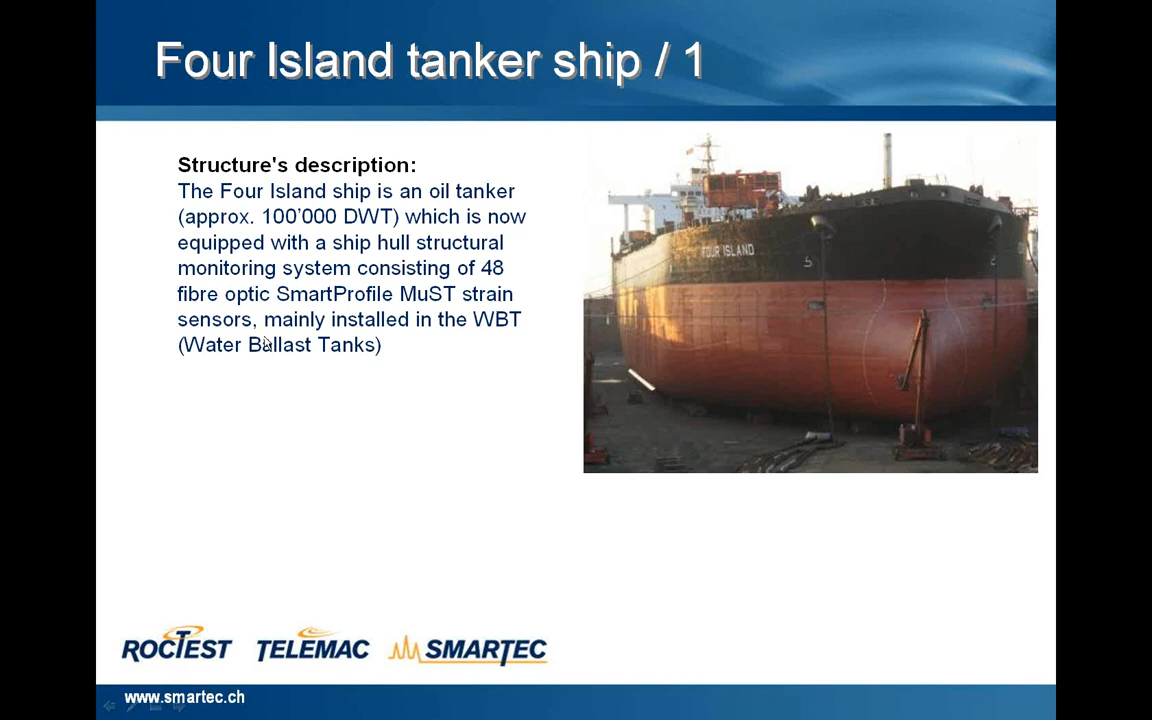 Four Island tanker ship / 1
Structure's description:
The Four Island ship is an oil tanker
(approx. 100'000 DWT) which is now
equipped with a ship hull structural
monitoring system consisting of 48
fibre optic SmartProfile MuST strain
sensors, mainly installed in the WBT
(Water Ballast Tanks)
FOUR ISLAND
ROCTEST TELEMAC SMARTEC
www.smartec.ch